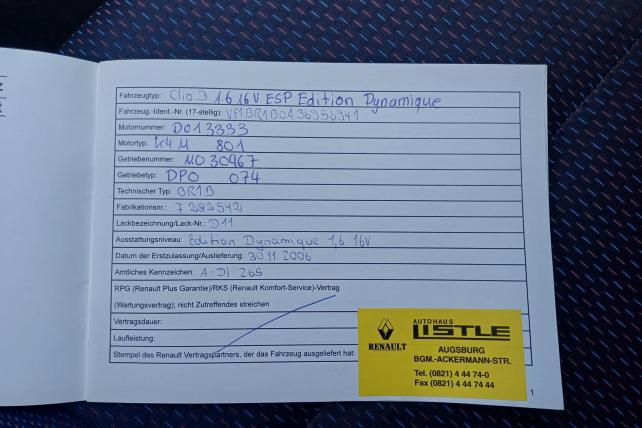 Fahrzeugtyp: Clio 3 1.6 16V ESP Edition Dynamique
Fahrzeug.-Ident.-Nr. (17-stellig): VF1BR1B0A36956941
Motornummer: D013333
Motortyp: K4M 801
Getriebenummer: M030967
Getriebetyp: DPO 074
Technischer Typ: BR1B
Fabrikationsnr.: 7282542
Lackbezeichnung/Lack-Nr.: D11
Ausstattungsniveau: Edition Dynamique 1,6 16V
Datum der Erstzulassung/Auslieferung: 30.11.2006
Amtliches Kennzeichen: A-DI 265
RPG (Renault Plus Garantie)/RKS (Renault Komfort-Service)-Vertrag
(Wartungsvertrag); nicht Zutreffendes streichen
Vertragsdauer:
Laufleistung:
Stempel des Renault Vertragspartners, der das Fahrzeug ausgeliefert hat:
RENAULT
AUTOHAUS
LISTLE
AUGSBURG
BGM.-ACKERMANN-STR.
Tel. (0821) 4 44 74-0
Fax (0821) 4 44 74 44
1